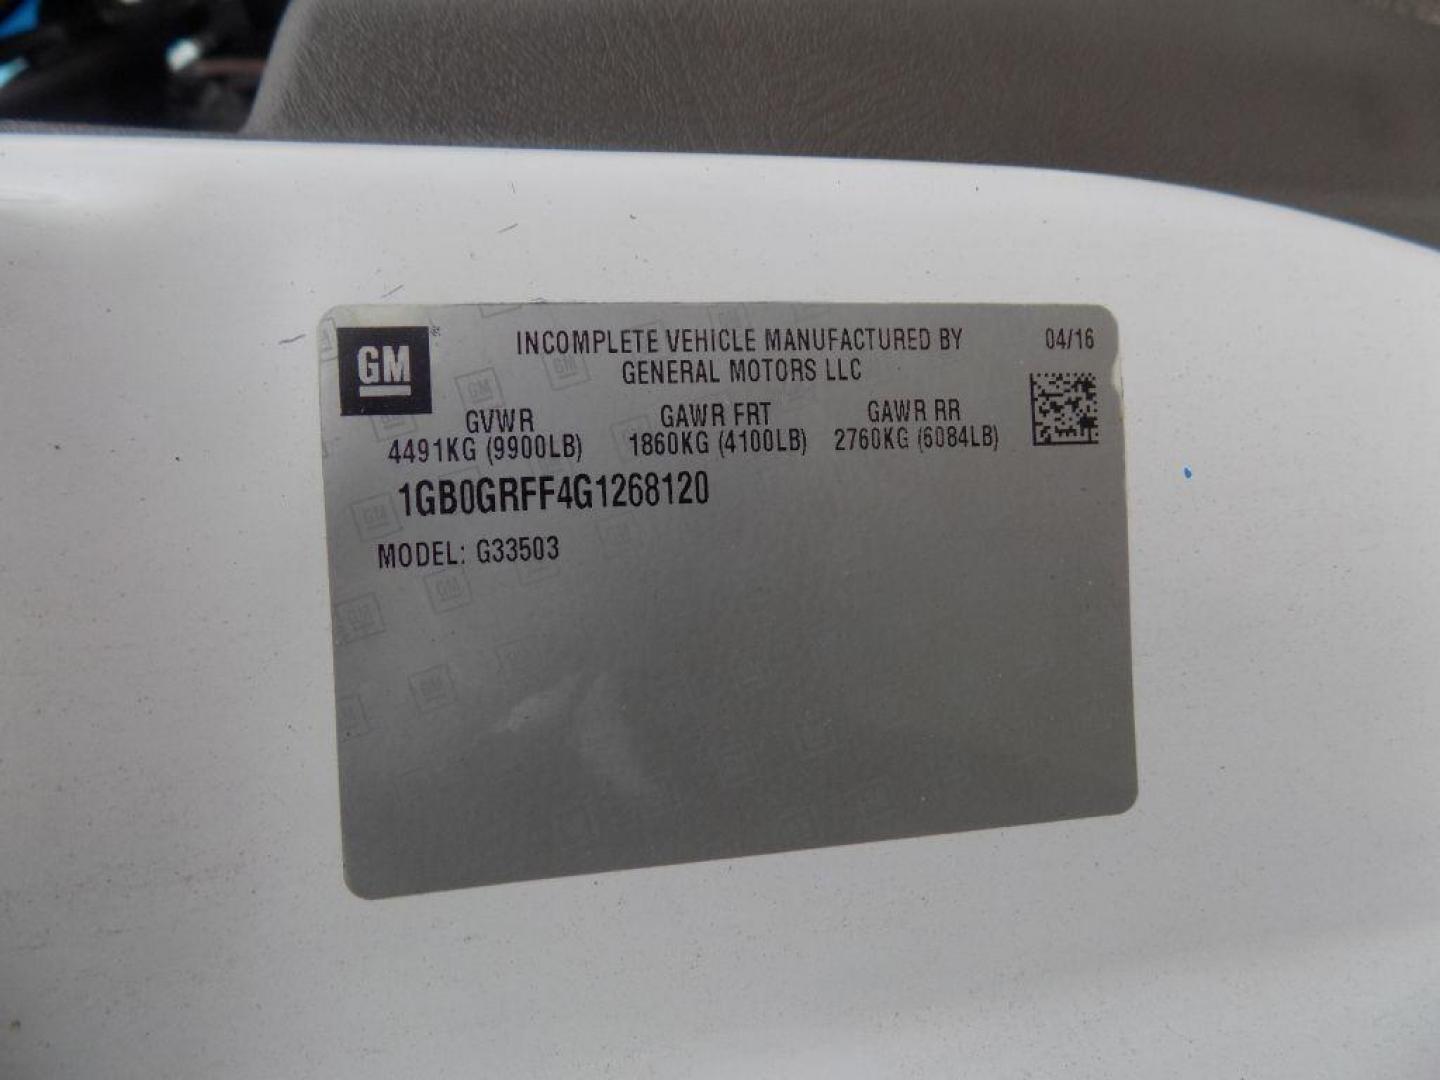 GM
INCOMPLETE VEHICLE MANUFACTURED BY 04/16
GENERAL MOTORS LLC
GVWR GAWR FRT GAWR RR
4491KG (9900LB) 1860KG (4100LB) 2760KG (6084LB)
1GB0GRFF4G1268120
MODEL: G33503